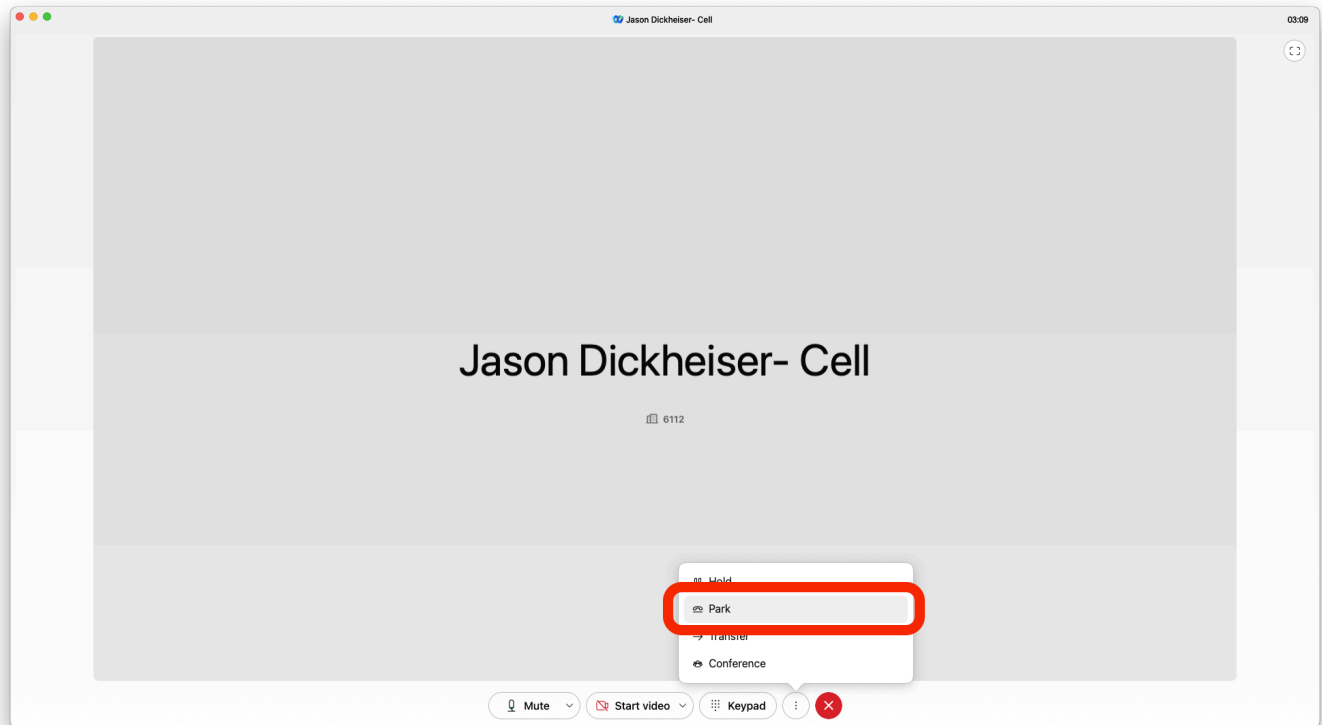 Jason Dickheiser- Cell
03:09
Jason Dickheiser- Cell
6112
Hold
Park
Transfer
Conference
Mute
Start video
Keypad